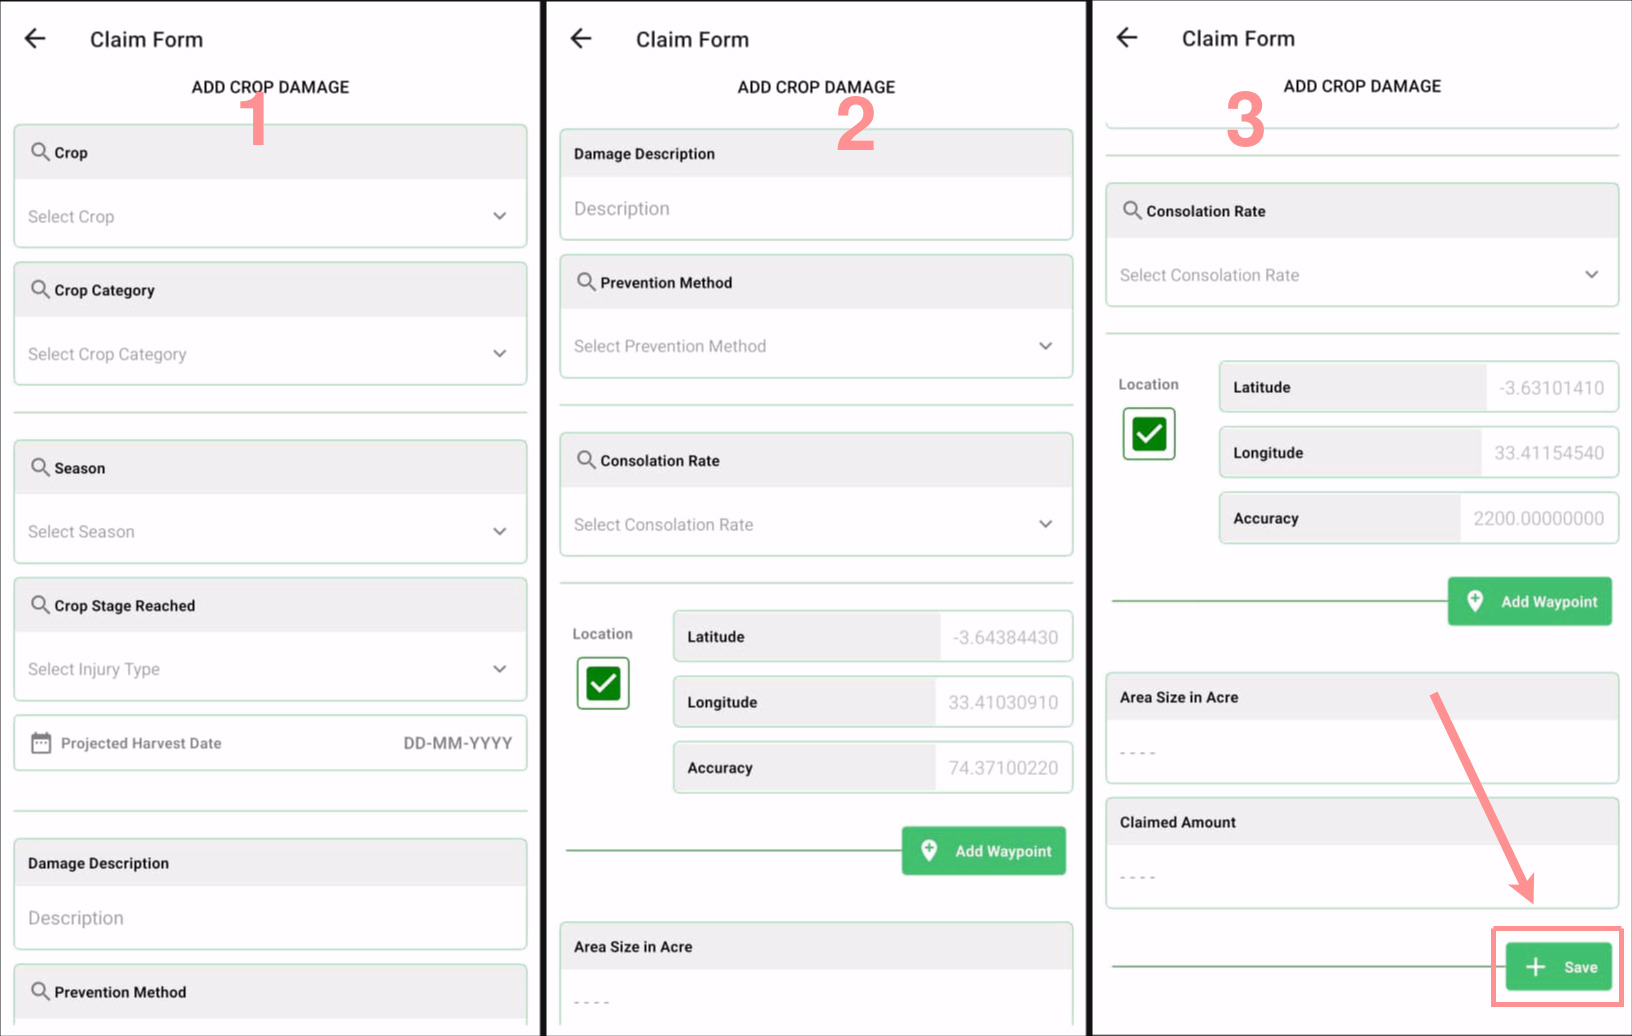 Claim Form
ADD CROP DAMAGE
1
Crop
Select Crop
Crop Category
Select Crop Category
Season
Select Season
Crop Stage Reached
Select Injury Type
Projected Harvest Date DD-MM-YYYY
Damage Description
Description
Prevention Method
Claim Form
ADD CROP DAMAGE
2
Damage Description
Description
Prevention Method
Select Prevention Method
Consolation Rate
Select Consolation Rate
Location
Latitude -3.64384430
Longitude 33.41030910
Accuracy 74.37100220
Add Waypoint
Area Size in Acre
----
Claim Form
ADD CROP DAMAGE
3
Consolation Rate
Select Consolation Rate
Location
Latitude -3.63101410
Longitude 33.41154540
Accuracy 2200.00000000
Add Waypoint
Area Size in Acre
----
Claimed Amount
----
+ Save